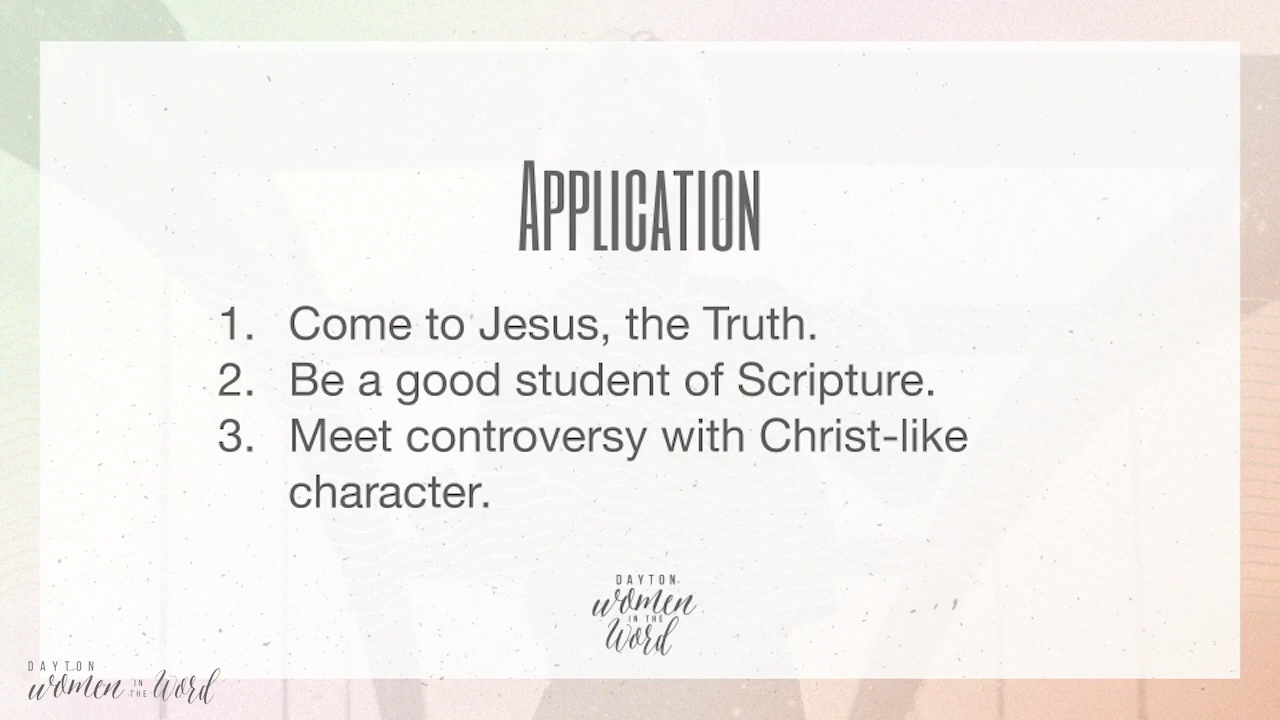 APPLICATION
1. Come to Jesus, the Truth.
2. Be a good student of Scripture.
3. Meet controversy with Christ-like
character.
DAYTON
women
IN THE
Word
DAYTON
women IN THE Word